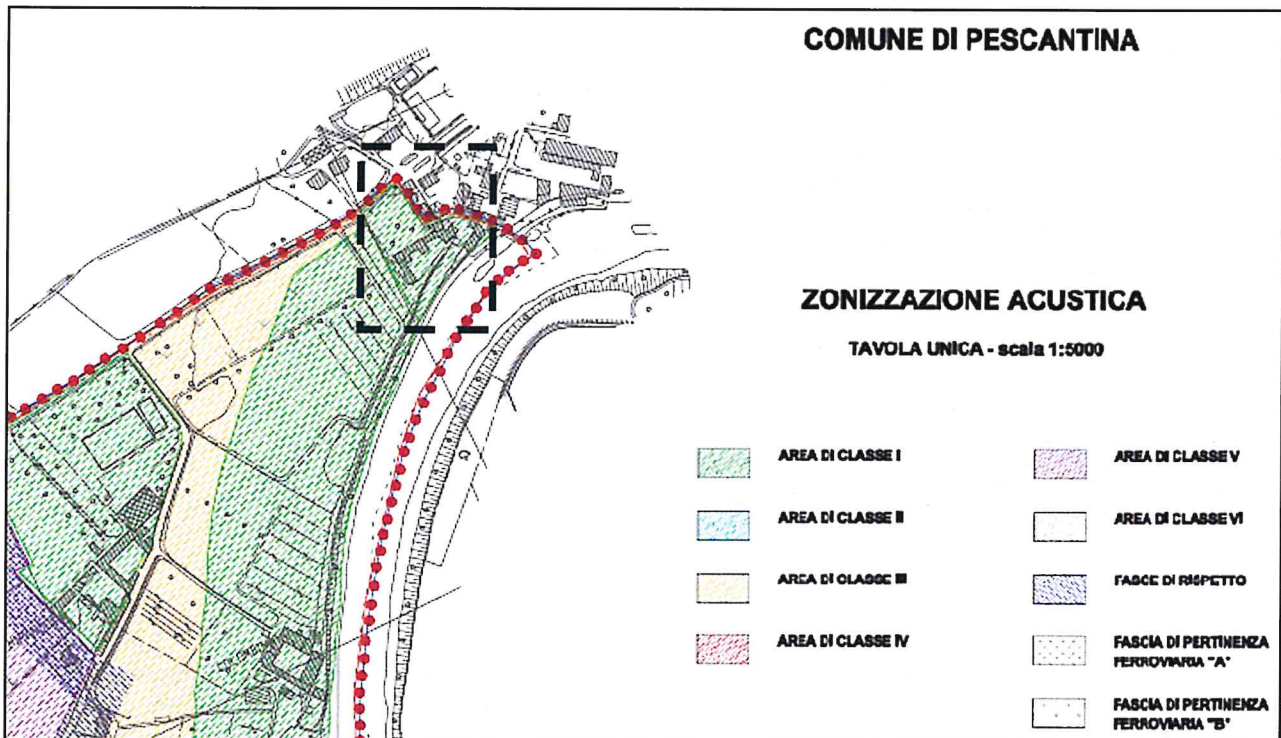 COMUNE DI PESCANTINA
ZONIZZAZIONE ACUSTICA
TAVOLA UNICA - scala 1:5000
AREA DI CLASSE I
AREA DI CLASSE II
AREA DI CLASSE III
AREA DI CLASSE IV
AREA DI CLASSE V
AREA DI CLASSE VI
FASCE DI RISPETTO
FASCIA DI PERTINENZA
FERROVIARIA "A"
FASCIA DI PERTINENZA
FERROVIARIA "B"